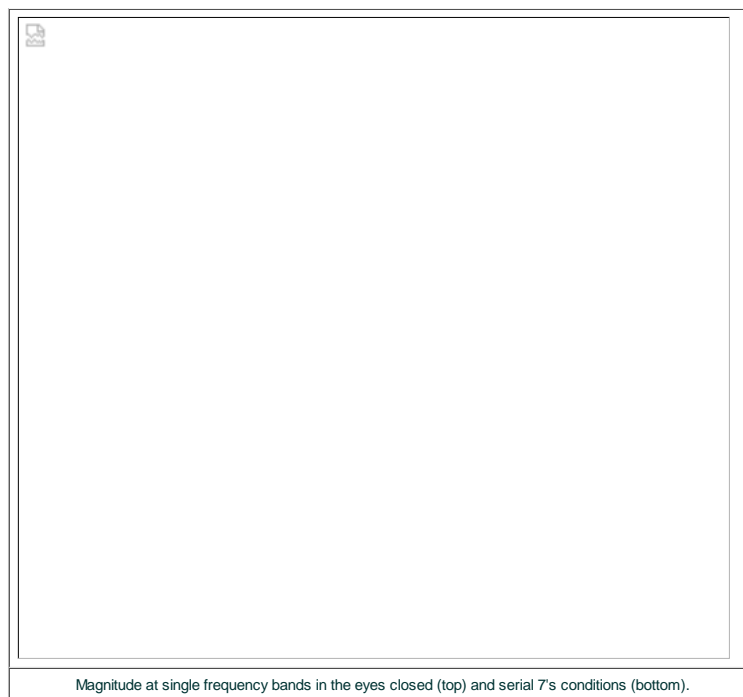 Magnitude at single frequency bands in the eyes closed (top) and serial 7's conditions (bottom).